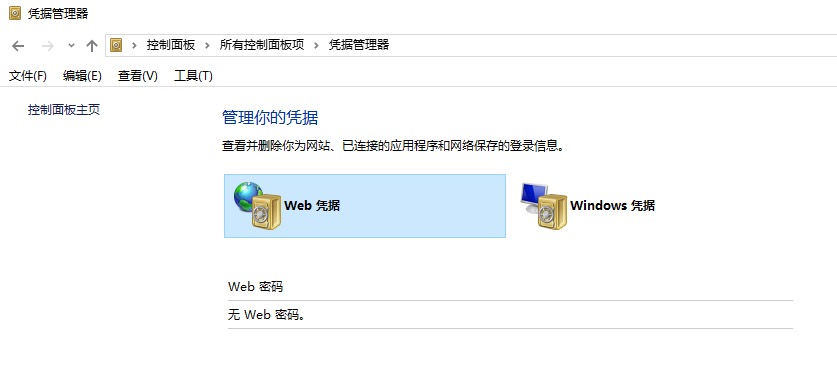 凭据管理器
控制面板 › 所有控制面板项 › 凭据管理器
文件(F) 编辑(E) 查看(V) 工具(T)
控制面板主页
管理你的凭据
查看并删除你为网站、已连接的应用程序和网络保存的登录信息。
Web 凭据 Windows 凭据
Web 密码
无 Web 密码。